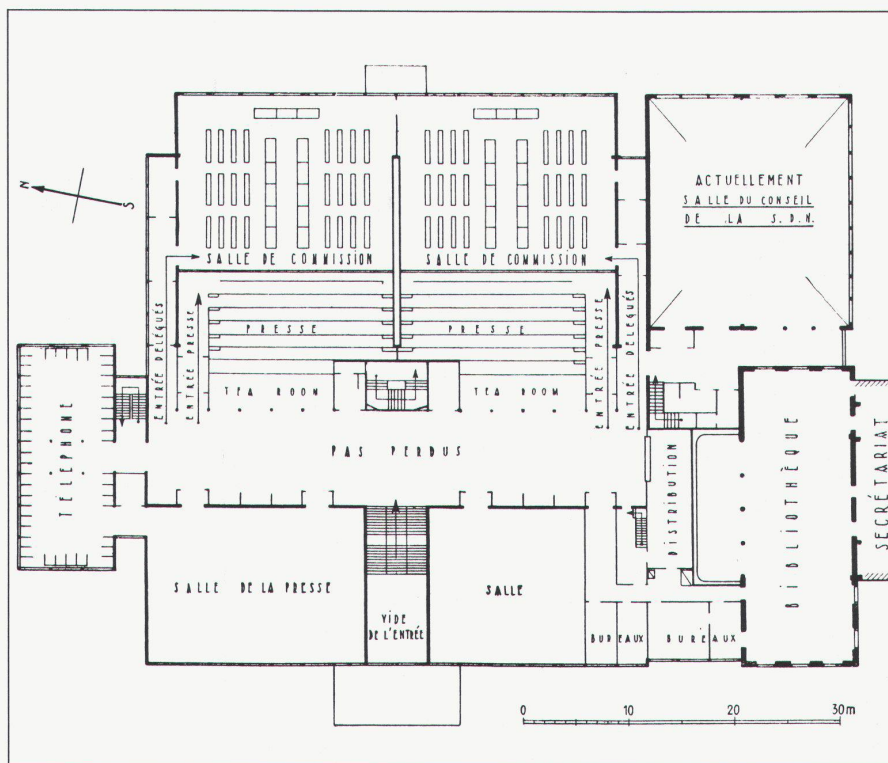 N
S
ACTUELLEMENT
SALLE DU CONSEIL
DE LA S.D.N.
SALLE DE COMMISSION
SALLE DE COMMISSION
ENTRÉE DÉLÉGUÉS
ENTRÉE PRESSE
PRESSE
PRESSE
ENTRÉE PRESSE
ENTRÉE DÉLÉGUÉS
TEA ROOM
TEA ROOM
TÉLÉPHONE
PAS PERDUS
DISTRIBUTION
BIBLIOTHÈQUE
SECRÉTARIAT
SALLE DE LA PRESSE
VIDE
DE L'ENTRÉE
SALLE
BUREAUX
BUREAUX
0 10 20 30m